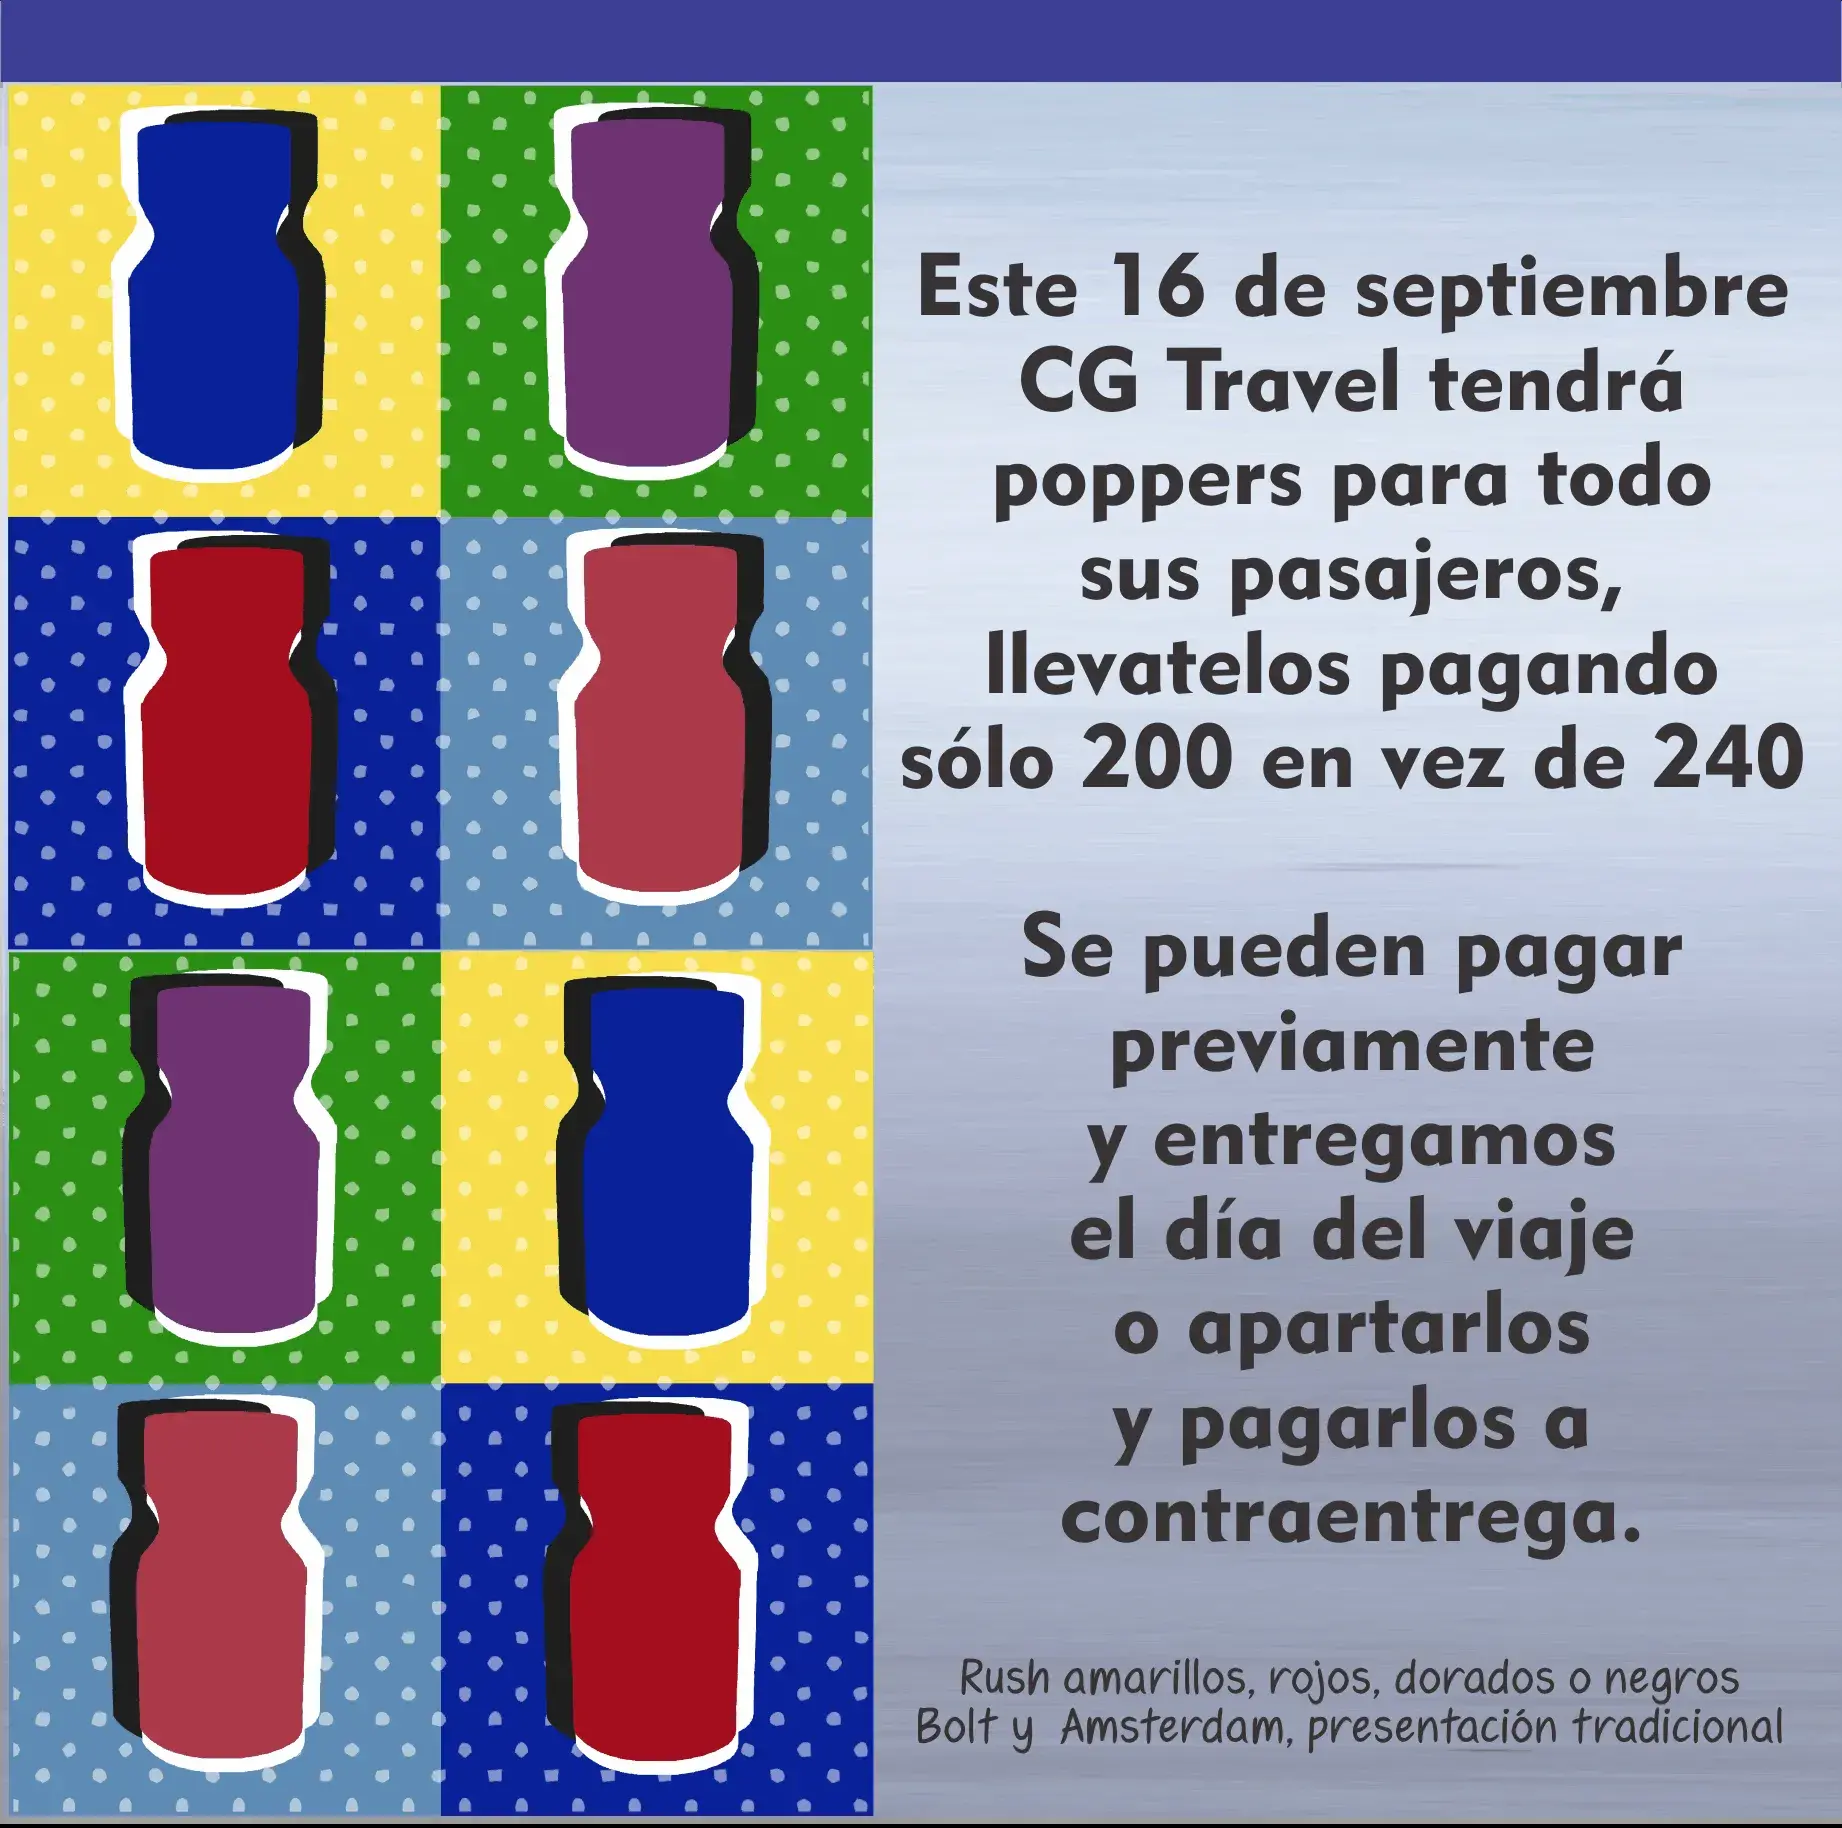 Este 16 de septiembre
CG Travel tendrá
poppers para todo
sus pasajeros,
llevatelos pagando
sólo 200 en vez de 240
Se pueden pagar
previamente
y entregamos
el día del viaje
o apartarlos
y pagarlos a
contraentrega.
Rush amarillos, rojos, dorados o negros
Bolt y Amsterdam, presentación tradicional